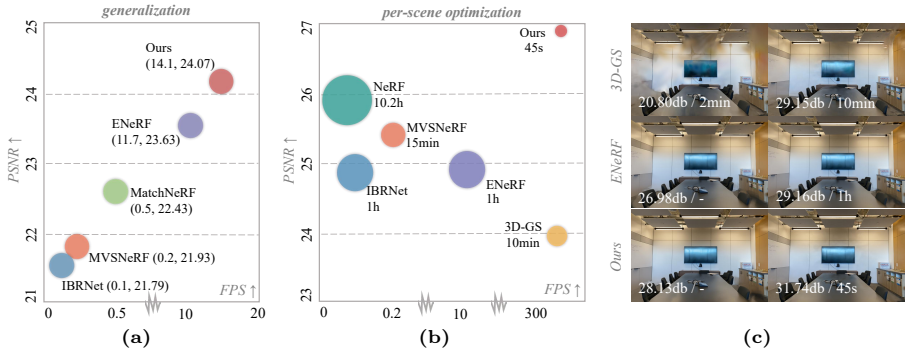 generalization
PSNR ↑
25
24
23
22
21
Ours
(14.1, 24.07)
ENeRF
(11.7, 23.63)
MatchNeRF
(0.5, 22.43)
MVSNeRF (0.2, 21.93)
IBRNet (0.1, 21.79)
FPS ↑
0 0.5 10 20
(a)
per-scene optimization
PSNR ↑
27
26
25
24
23
Ours
45s
NeRF
10.2h
MVSNeRF
15min
IBRNet
1h
ENeRF
1h
3D-GS
10min
FPS ↑
0 0.2 10 300
(b)
3D-GS
20.80db / 2min
29.15db / 10min
ENeRF
26.98db / -
29.16db / 1h
Ours
28.13db / -
31.74db / 45s
(c)